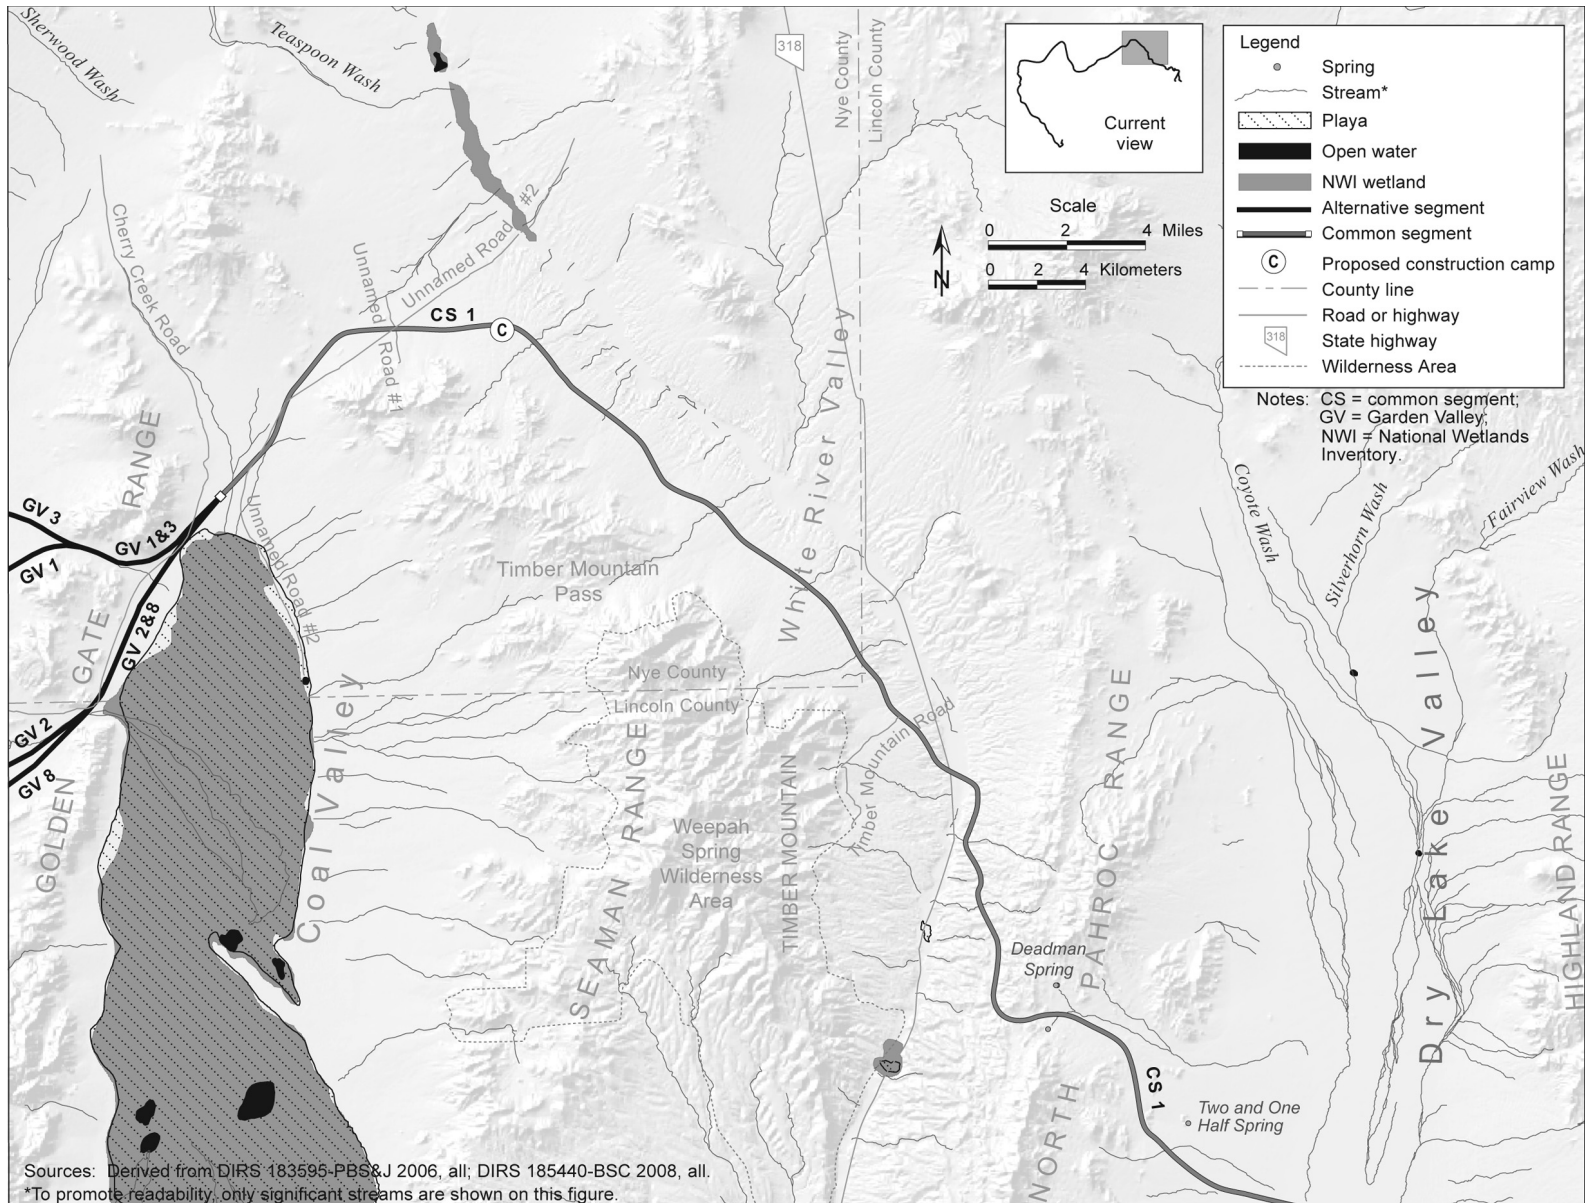 Sherwood Wash
Teaspoon Wash
318
Nye County
Lincoln County
Current
view
Legend
Spring
Stream*
Playa
Open water
NWI wetland
Alternative segment
Common segment
C
Proposed construction camp
County line
Road or highway
318
State highway
Wilderness Area
Notes: CS = common segment;
GV = Garden Valley;
NWI = National Wetlands
Inventory.
Scale
0 2 4 Miles
0 2 4 Kilometers
N
Cherry Creek Road
Unnamed Road #1
Unnamed Road #2
CS 1
C
White River Valley
GOLDEN GATE RANGE
GV 3
GV 1&3
GV 1
GV 2&8
GV 2
GV 8
Unnamed Road #2
Coal Valley
Timber Mountain
Pass
Nye County
Lincoln County
SEAMAN RANGE
Weepah
Spring
Wilderness
Area
TIMBER MOUNTAIN
Timber Mountain Road
Coyote Wash
Silverhorn Wash
Fairview Wash
Dry Lake Valley
HIGHLAND RANGE
NORTH PAHROC RANGE
Deadman
Spring
CS 1
Two and One
Half Spring
Sources: Derived from DIRS 183595-PBS&J 2006, all; DIRS 185440-BSC 2008, all.
*To promote readability, only significant streams are shown on this figure.